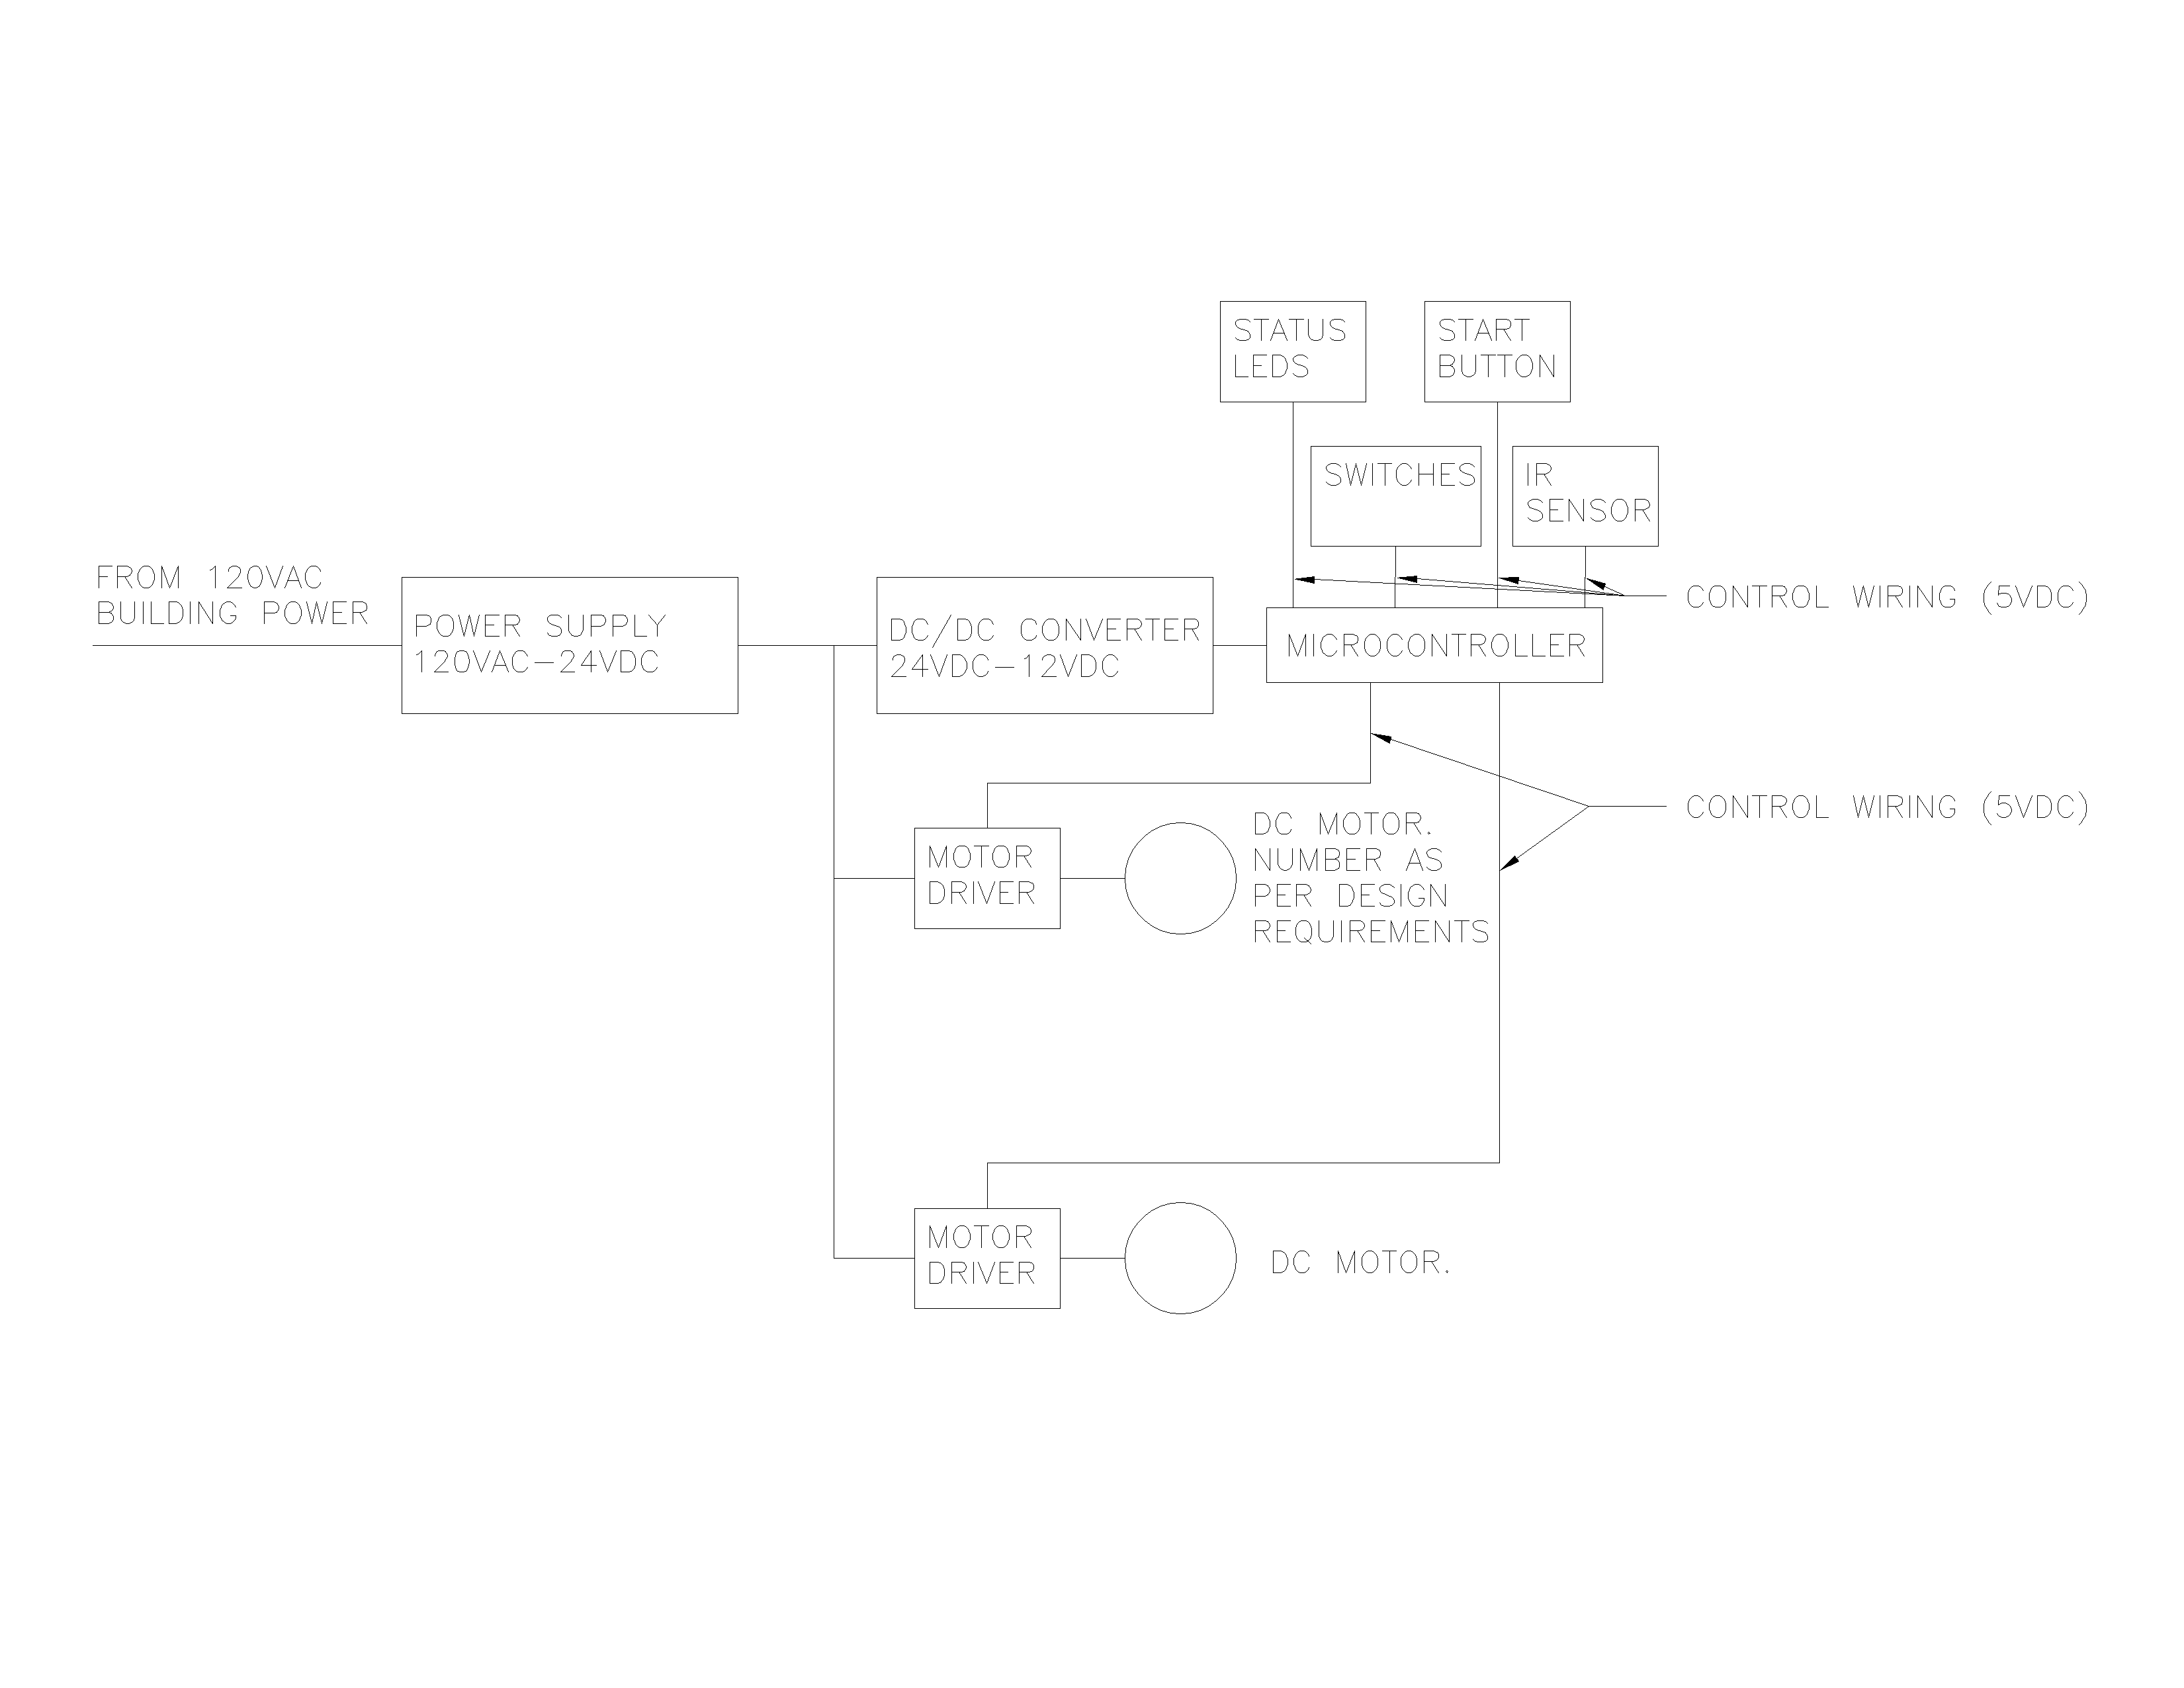 STATUS
LEDS
START
BUTTON
SWITCHES
IR
SENSOR
FROM 120VAC
BUILDING POWER
POWER SUPPLY
120VAC-24VDC
DC/DC CONVERTER
24VDC-12VDC
MICROCONTROLLER
CONTROL WIRING (5VDC)
CONTROL WIRING (5VDC)
MOTOR
DRIVER
DC MOTOR.
NUMBER AS
PER DESIGN
REQUIREMENTS
MOTOR
DRIVER
DC MOTOR.